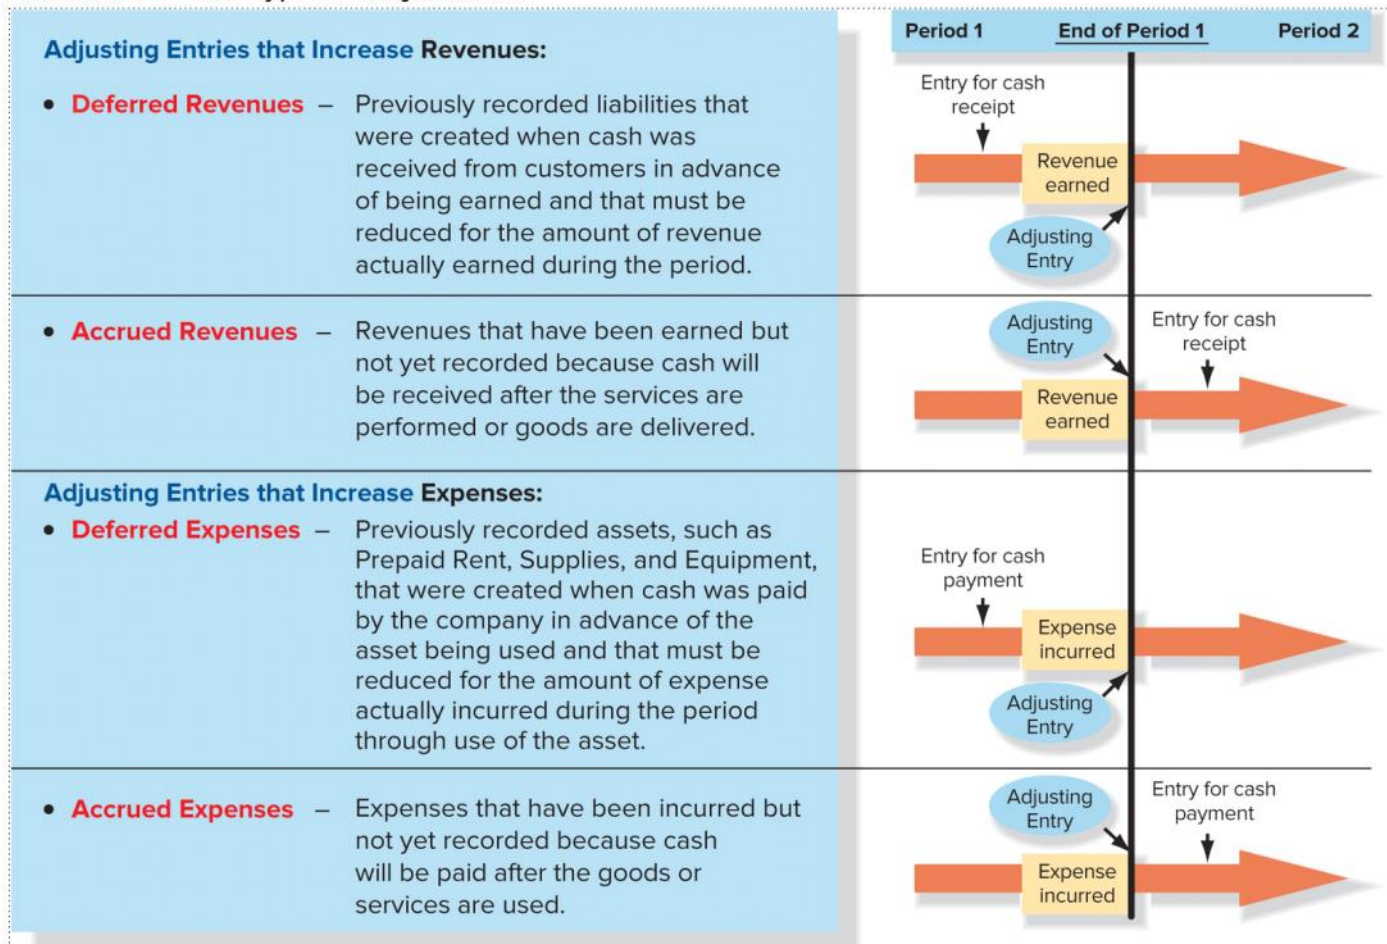 Adjusting Entries that Increase Revenues:
• Deferred Revenues – Previously recorded liabilities that
were created when cash was
received from customers in advance
of being earned and that must be
reduced for the amount of revenue
actually earned during the period.
Period 1 End of Period 1 Period 2
Entry for cash
receipt
Revenue
earned
Adjusting
Entry
• Accrued Revenues – Revenues that have been earned but
not yet recorded because cash will
be received after the services are
performed or goods are delivered.
Adjusting
Entry
Entry for cash
receipt
Revenue
earned
Adjusting Entries that Increase Expenses:
• Deferred Expenses – Previously recorded assets, such as
Prepaid Rent, Supplies, and Equipment,
that were created when cash was paid
by the company in advance of the
asset being used and that must be
reduced for the amount of expense
actually incurred during the period
through use of the asset.
Entry for cash
payment
Expense
incurred
Adjusting
Entry
• Accrued Expenses – Expenses that have been incurred but
not yet recorded because cash
will be paid after the goods or
services are used.
Adjusting
Entry
Entry for cash
payment
Expense
incurred